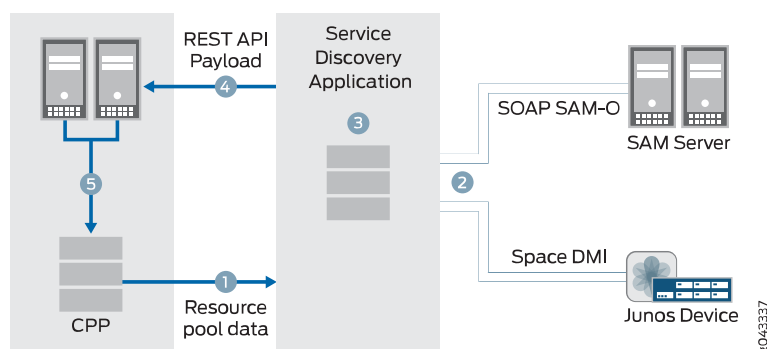 REST API
Payload
4
Service
Discovery
Application
3
SOAP SAM-O
SAM Server
2
5
Space DMI
1
CPP
Resource
pool data
Junos Device
g043337